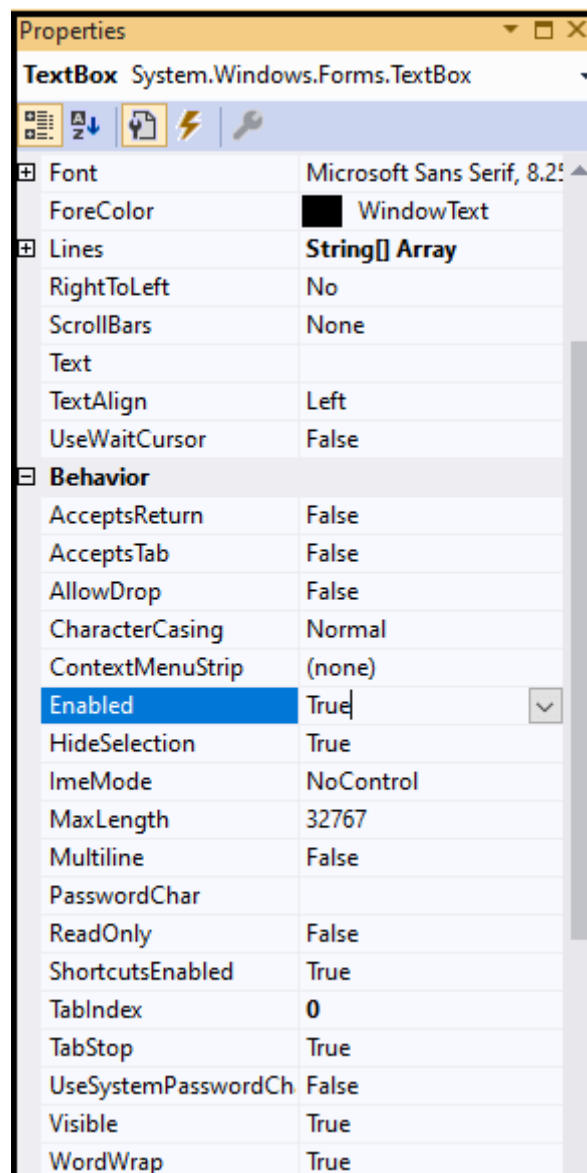 Properties
TextBox System.Windows.Forms.TextBox
Font Microsoft Sans Serif, 8.25
ForeColor WindowText
Lines String[] Array
RightToLeft No
ScrollBars None
Text
TextAlign Left
UseWaitCursor False
Behavior
AcceptsReturn False
AcceptsTab False
AllowDrop False
CharacterCasing Normal
ContextMenuStrip (none)
Enabled True
HideSelection True
ImeMode NoControl
MaxLength 32767
Multiline False
PasswordChar
ReadOnly False
ShortcutsEnabled True
TabIndex 0
TabStop True
UseSystemPasswordCh False
Visible True
WordWrap True